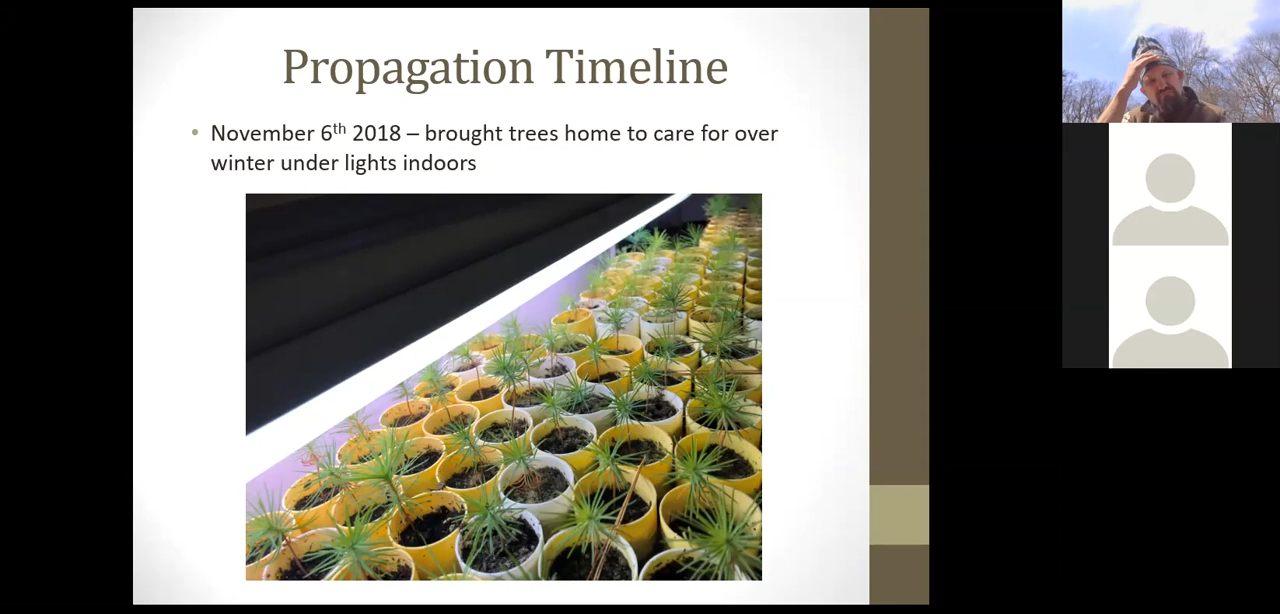 Propagation Timeline
• November 6th 2018 – brought trees home to care for over
winter under lights indoors